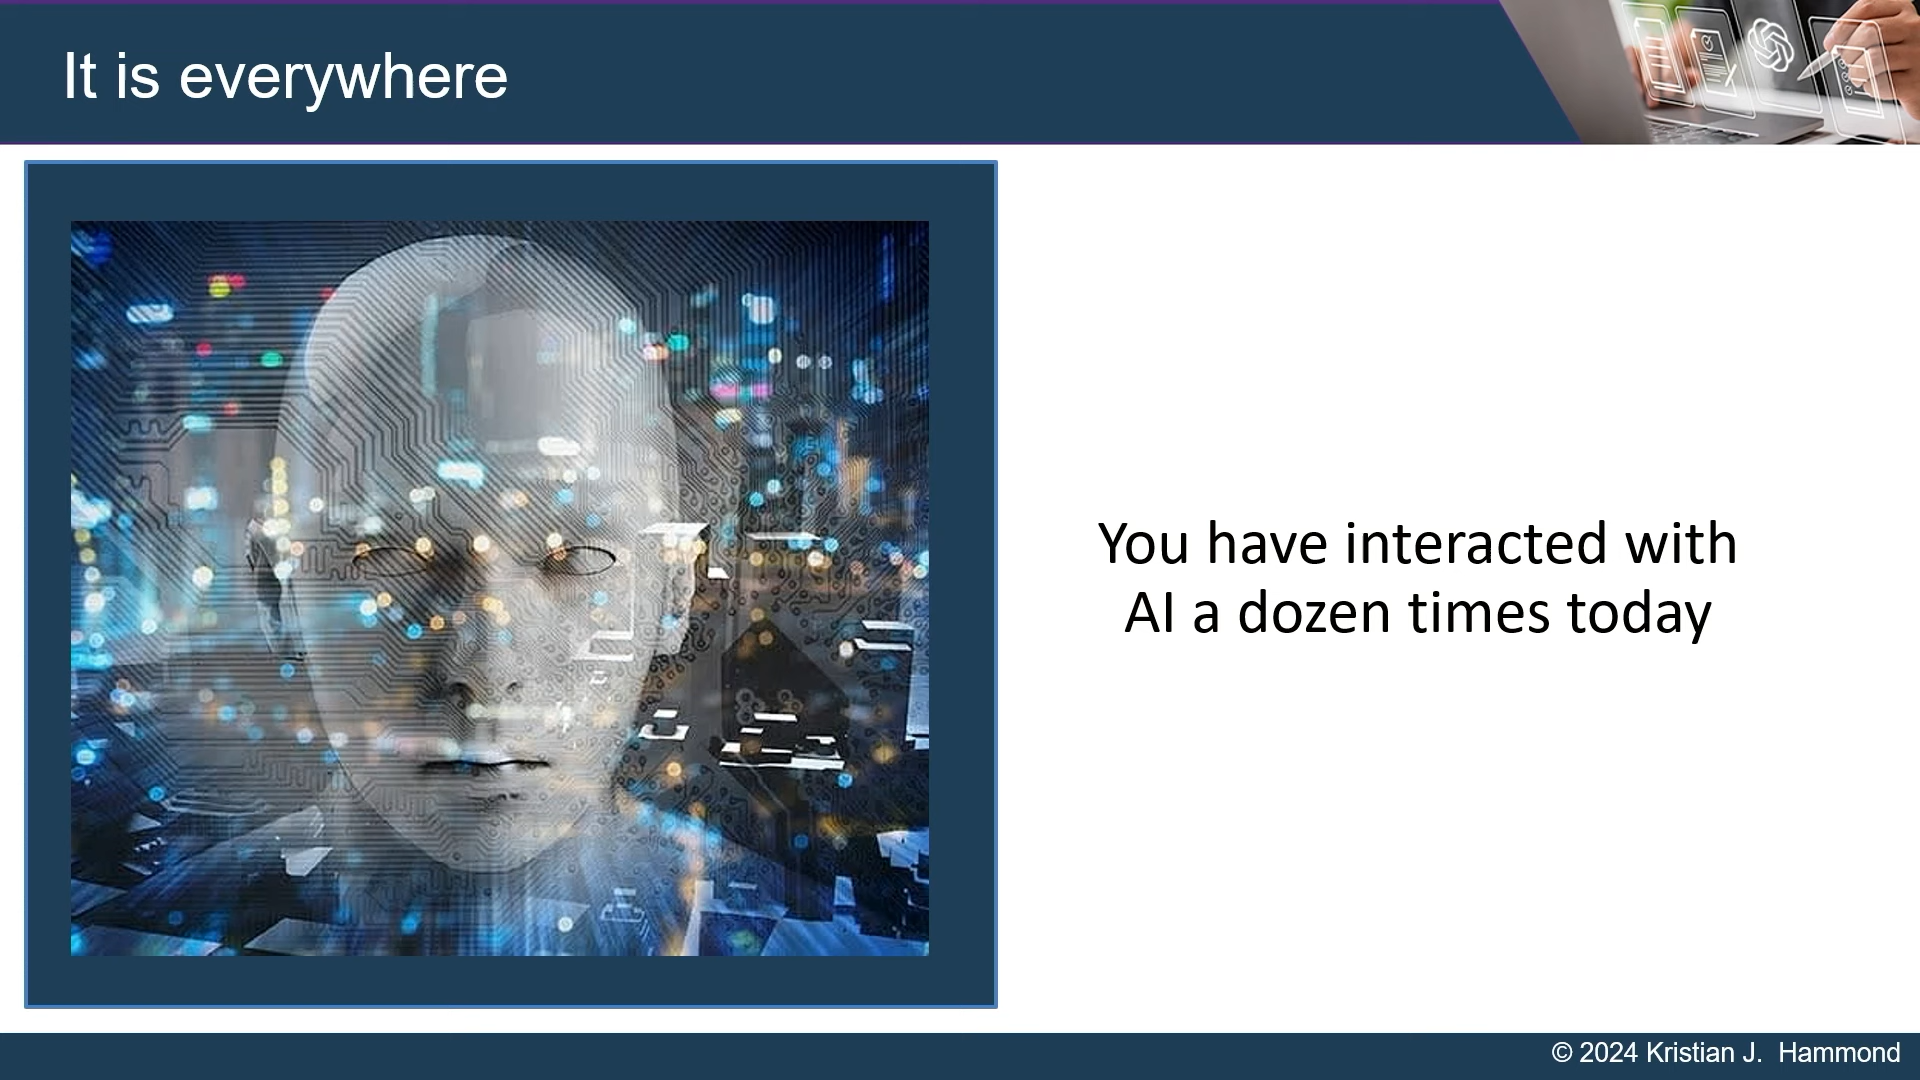 It is everywhere
You have interacted with
AI a dozen times today
© 2024 Kristian J.  Hammond